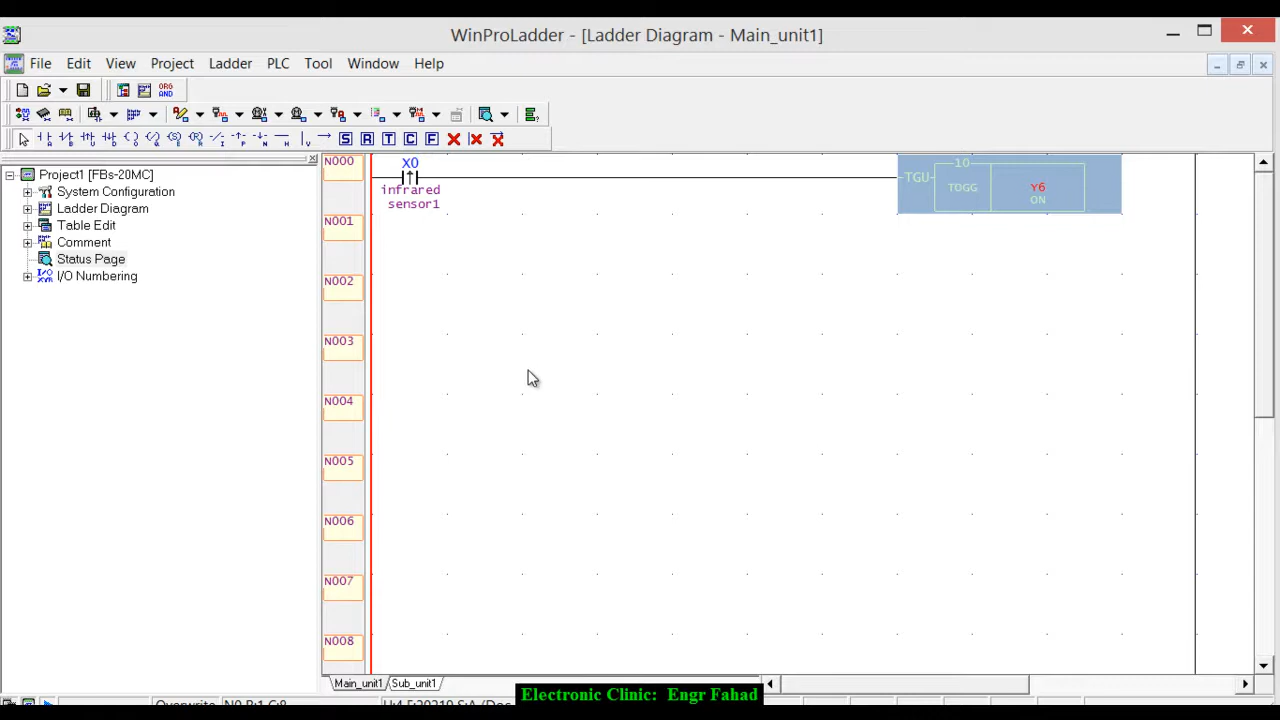 WinProLadder - [Ladder Diagram - Main_unit1]
File Edit View Project Ladder PLC Tool Window Help
ORG
AND
S R T C F
Project1 [FBs-20MC]
System Configuration
Ladder Diagram
Table Edit
Comment
Status Page
I/O Numbering
N000
X0
infrared
sensor1
10
TGU
TOGG
Y6
ON
N001
N002
N003
N004
N005
N006
N007
N008
Main_unit1 Sub_unit1
Electronic Clinic: Engr Fahad